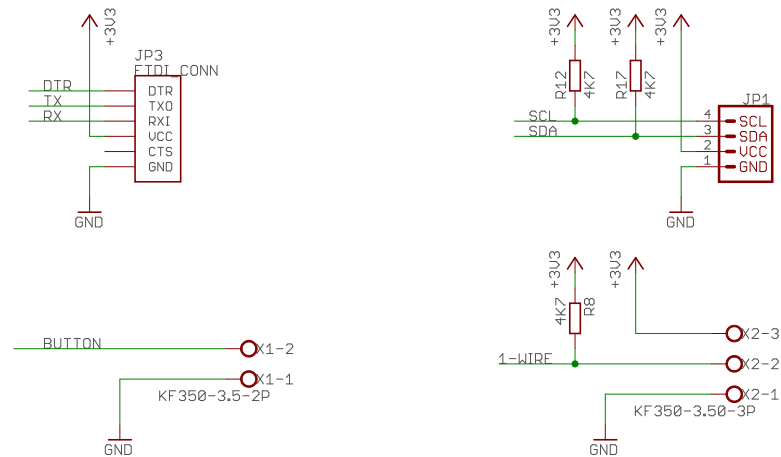 +3V3
JP3
FTDI_CONN
DTR
DTR
TX
TXO
RX
RXI
VCC
CTS
GND
GND
+3V3
+3V3
+3V3
R12
4K7
R17
4K7
JP1
SCL
4
SCL
SDA
3
SDA
2
VCC
1
GND
GND
BUTTON
X1-2
X1-1
KF350-3.5-2P
GND
+3V3
+3V3
4K7
R8
X2-3
1-WIRE
X2-2
X2-1
KF350-3.50-3P
GND